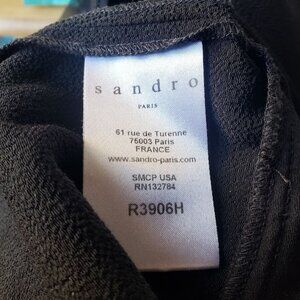 sandro
PARIS
61 rue de Turenne
75003 Paris
FRANCE
www.sandro-paris.com
SMCP USA
RN132784
R3906H